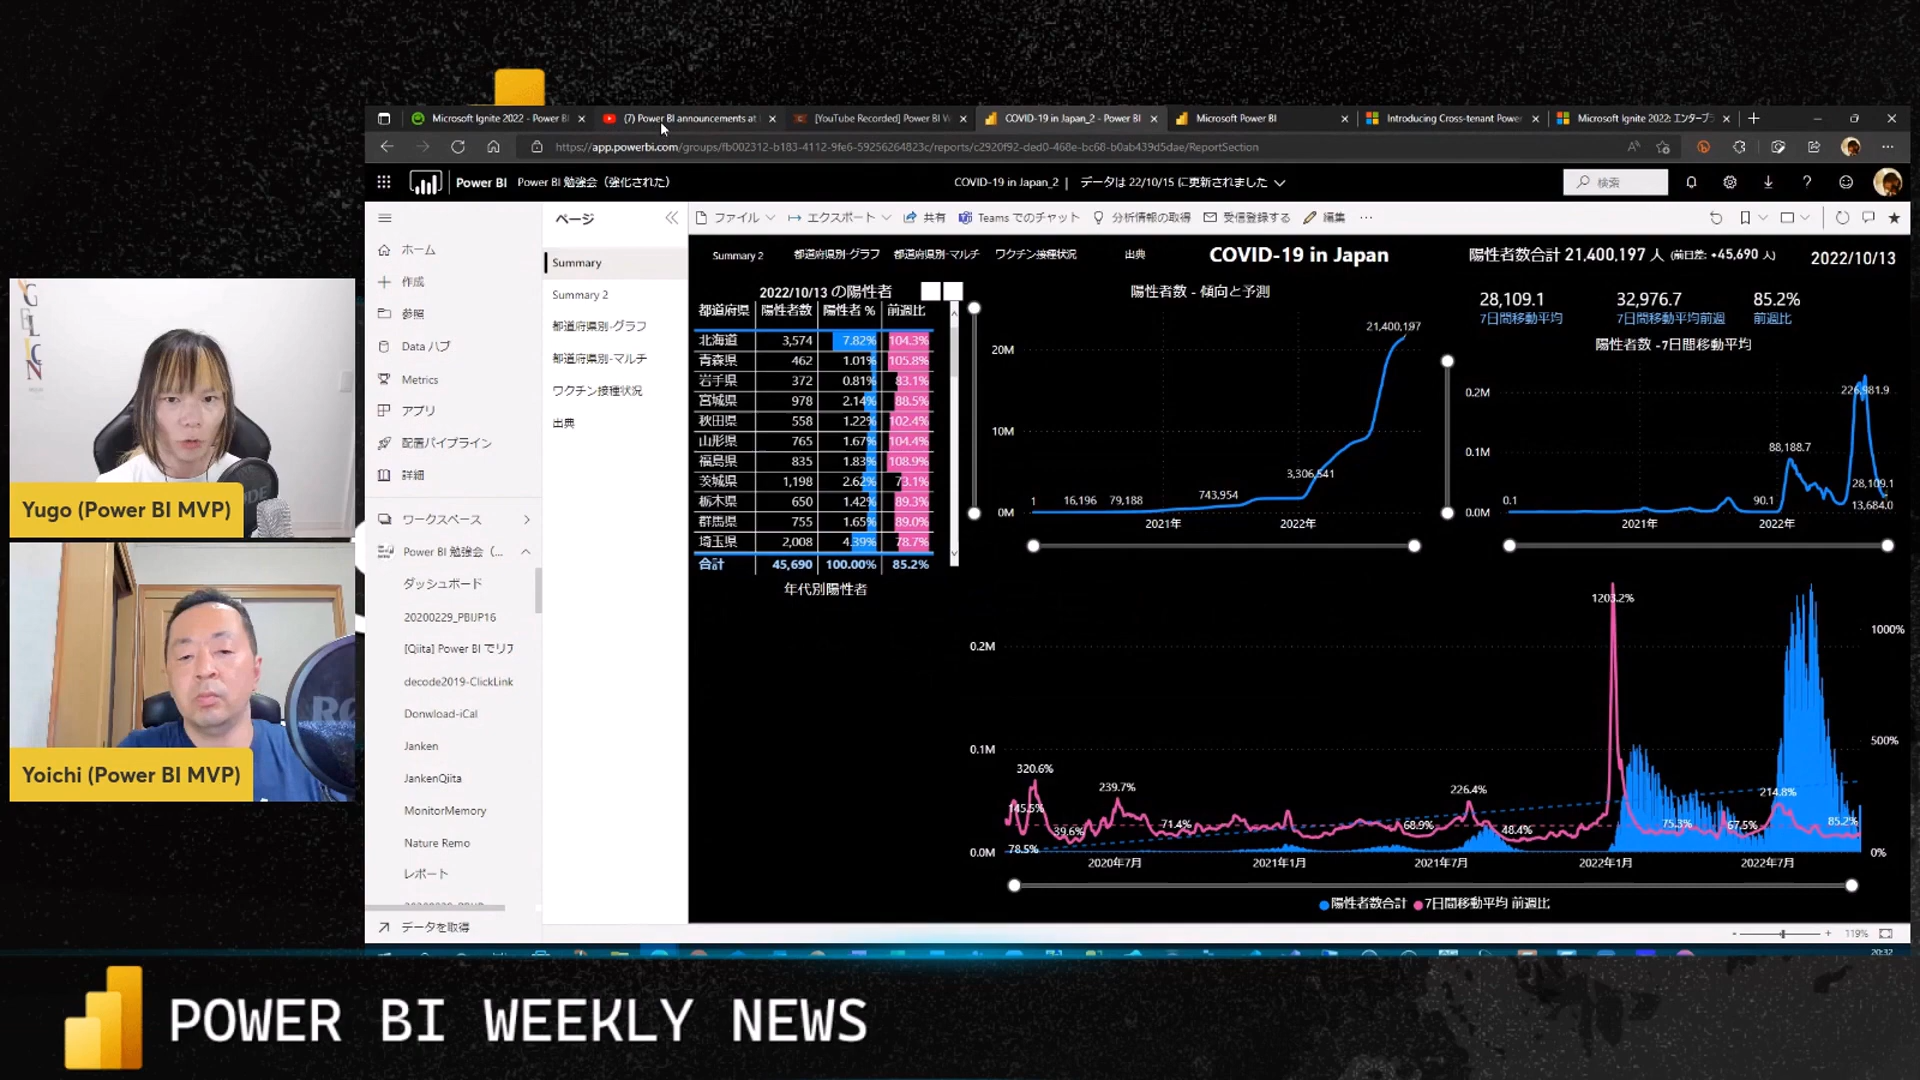 Microsoft Ignite 2022 - Power BI
(7) Power BI announcements at
[YouTube Recorded] Power BI W
COVID-19 in Japan_2 - Power BI
Microsoft Power BI
Introducing Cross-tenant Power
Microsoft Ignite 2022: エンタープ
https://app.powerbi.com/groups/fb002312-b183-4112-9fe6-59256264823c/reports/c2920f92-ded0-468e-bc68-b0ab439d5dae/ReportSection
Power BI Power BI 勉強会（強化された）
COVID-19 in Japan_2 | データは 22/10/15 に更新されました
検索
ページ
ファイル エクスポート 共有 Teams でのチャット 分析情報の取得 受信登録する 編集 ...
ホーム
作成
参照
Data ハブ
Metrics
アプリ
配置パイプライン
詳細
ワークスペース
Power BI 勉強会（...
ダッシュボード
20200229_PBIJP16
[Qiita] Power BI でリア
decode2019-ClickLink
Donwload-iCal
Janken
JankenQiita
MonitorMemory
Nature Remo
レポート
データを取得
Summary
Summary 2
都道府県別-グラフ
都道府県別-マルチ
ワクチン接種状況
出典
Summary 2 都道府県別-グラフ 都道府県別-マルチ ワクチン接種状況 出典
COVID-19 in Japan
陽性者数合計 21,400,197 人 (前日差: +45,690 人)
2022/10/13
2022/10/13 の陽性者
都道府県 陽性者数 陽性者 % 前週比
北海道 3,574 7.82% 104.3%
青森県 462 1.01% 105.8%
岩手県 372 0.81% 83.1%
宮城県 978 2.14% 88.5%
秋田県 558 1.22% 102.4%
山形県 765 1.67% 104.4%
福島県 835 1.83% 108.9%
茨城県 1,198 2.62% 73.1%
栃木県 650 1.42% 89.3%
群馬県 755 1.65% 89.0%
埼玉県 2,008 4.39% 78.7%
合計 45,690 100.00% 85.2%
年代別陽性者
陽性者数 - 傾向と予測
21,400,197
20M
10M
0M
1 16,196 79,188 743,954 3,306,541
2021年 2022年
28,109.1 32,976.7 85.2%
7日間移動平均 7日間移動平均前週 前週比
陽性者数 -7日間移動平均
0.2M
0.1M
0.0M
226,981.9
88,188.7
0.1 90.1 28,109.1
13,684.0
2021年 2022年
0.2M
0.1M
0.0M
1203.2%
320.6%
239.7%
226.4%
214.8%
145.5%
39.6%
71.4%
68.9%
48.4%
75.3%
67.5%
85.2%
78.5%
1000%
500%
0%
2020年7月 2021年1月 2021年7月 2022年1月 2022年7月
陽性者数合計 7日間移動平均 前週比
119%
20:32
Yugo (Power BI MVP)
Yoichi (Power BI MVP)
POWER BI WEEKLY NEWS